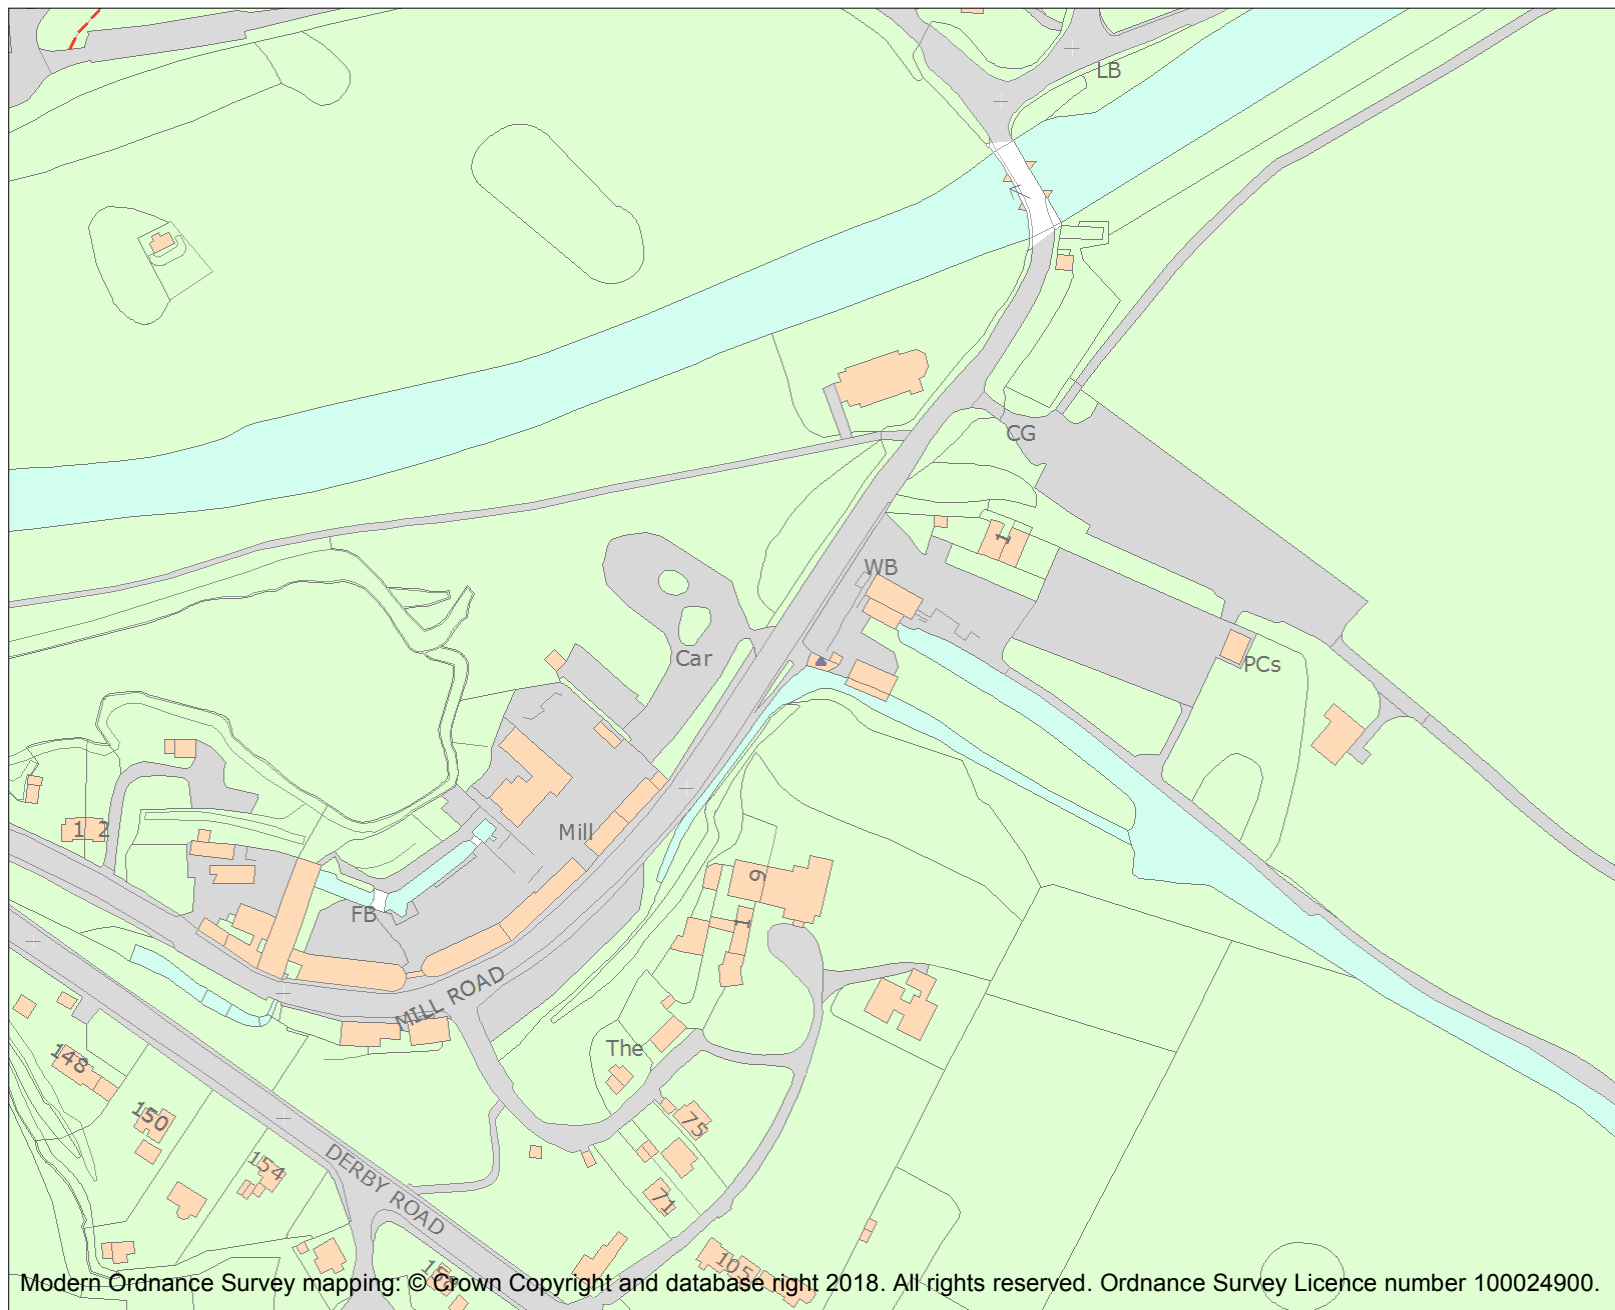 LB
CG
1
WB
Car
PCs
1 2
Mill
9
FB
1
MILL ROAD
The
148
150
75
154
DERBY ROAD
71
105
Modern Ordnance Survey mapping: © Crown Copyright and database right 2018. All rights reserved. Ordnance Survey Licence number 100024900.